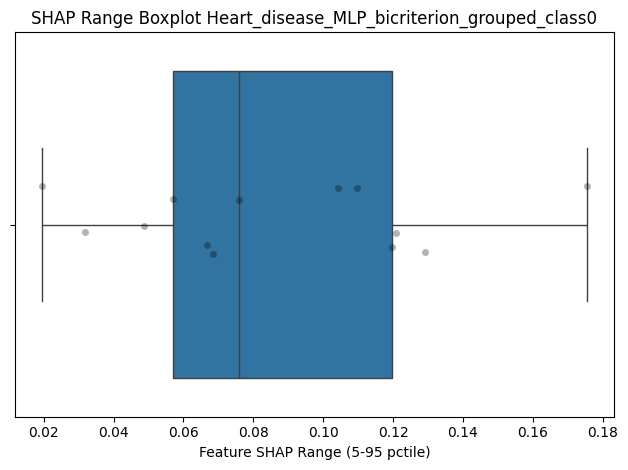 SHAP Range Boxplot Heart_disease_MLP_bicriterion_grouped_class0
0.02 0.04 0.06 0.08 0.10 0.12 0.14 0.16 0.18
Feature SHAP Range (5-95 pctile)